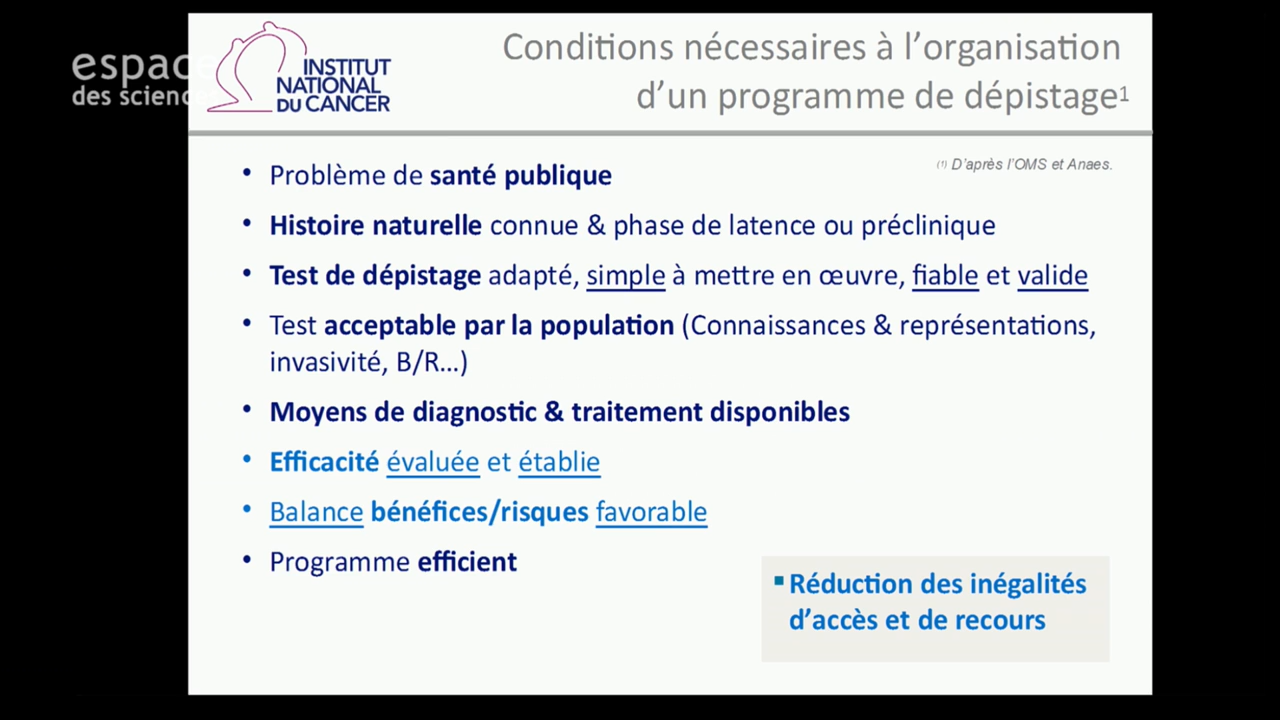 espace
des sciences
INSTITUT
NATIONAL
DU CANCER
Conditions nécessaires à l’organisation
d’un programme de dépistage1
(1) D’après l’OMS et Anaes.
• Problème de santé publique
• Histoire naturelle connue & phase de latence ou préclinique
• Test de dépistage adapté, simple à mettre en œuvre, fiable et valide
• Test acceptable par la population (Connaissances & représentations,
invasivité, B/R...)
• Moyens de diagnostic & traitement disponibles
• Efficacité évaluée et établie
• Balance bénéfices/risques favorable
• Programme efficient
▪ Réduction des inégalités
d’accès et de recours